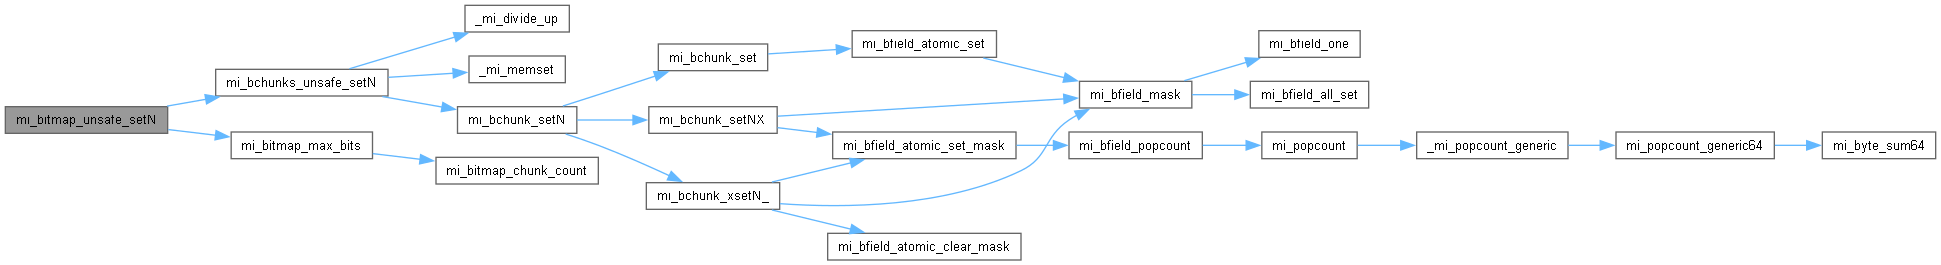 mi_bitmap_unsafe_setN
mi_bchunks_unsafe_setN
mi_bitmap_max_bits
_mi_divide_up
_mi_memset
mi_bchunk_setN
mi_bitmap_chunk_count
mi_bchunk_set
mi_bchunk_setNX
mi_bchunk_xsetN_
mi_bfield_atomic_set
mi_bfield_atomic_set_mask
mi_bfield_atomic_clear_mask
mi_bfield_mask
mi_bfield_popcount
mi_bfield_one
mi_bfield_all_set
mi_popcount
_mi_popcount_generic
mi_popcount_generic64
mi_byte_sum64